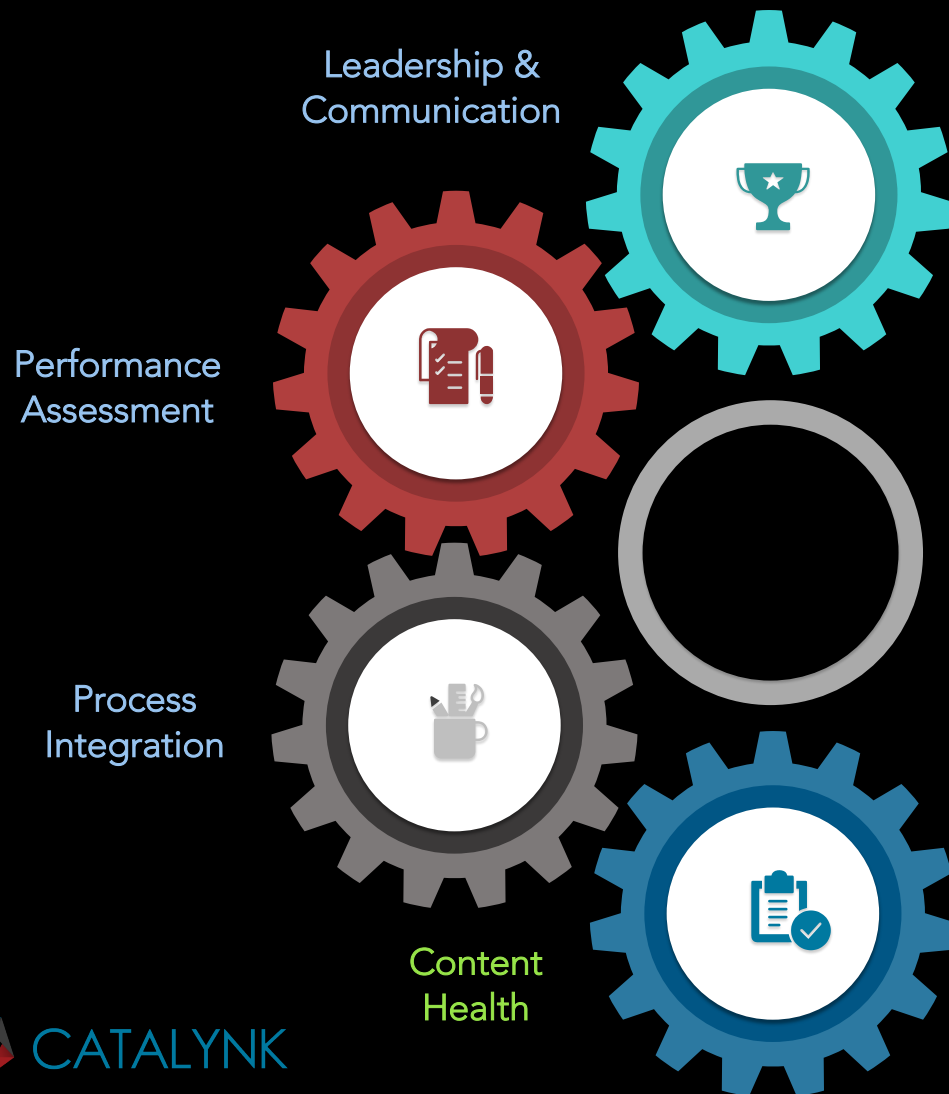 Leadership &
Communication
Performance
Assessment
Process
Integration
Content
Health
CATALYNK